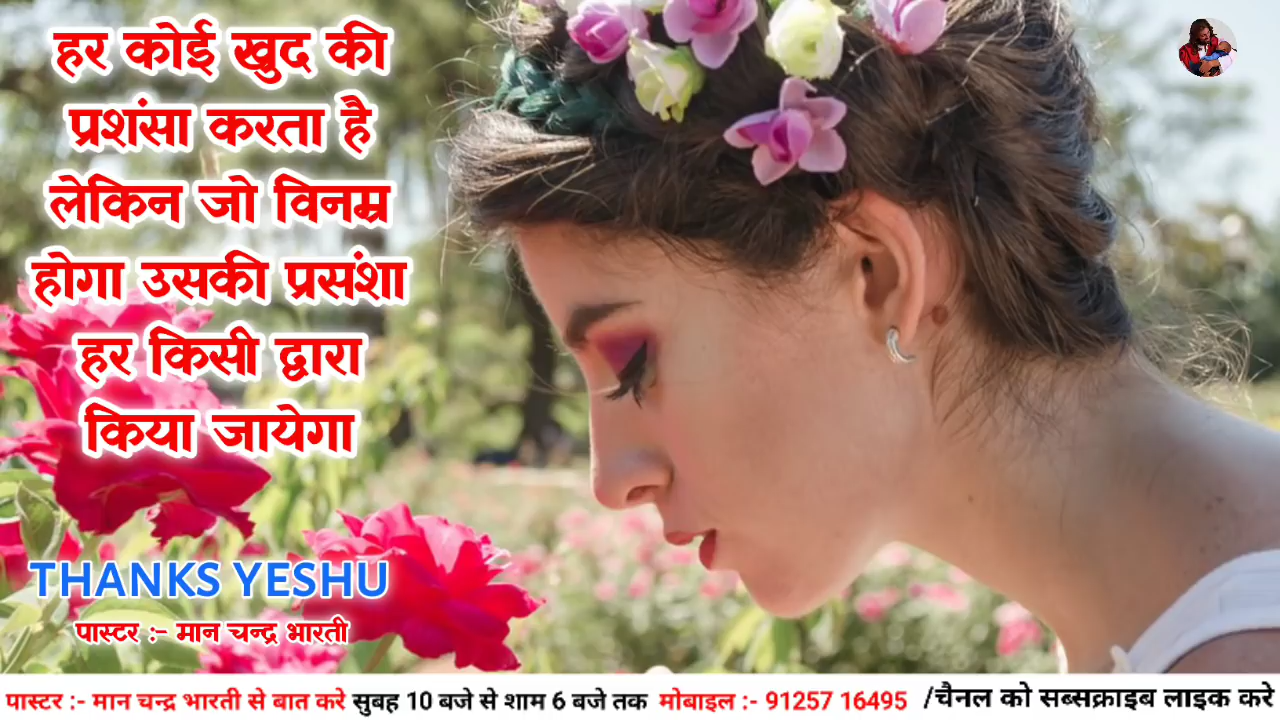 हर कोई खुद की
प्रशंसा करता है
लेकिन जो विनम्र
होगा उसकी प्रसंशा
हर किसी द्वारा
किया जायेगा
THANKS YESHU
पास्टर :- मान चन्द्र भारती
पास्टर :- मान चन्द्र भारती से बात करे सुबह 10 बजे से शाम 6 बजे तक मोबाइल :- 91257 16495 /चैनल को सब्सक्राइब लाइक करे